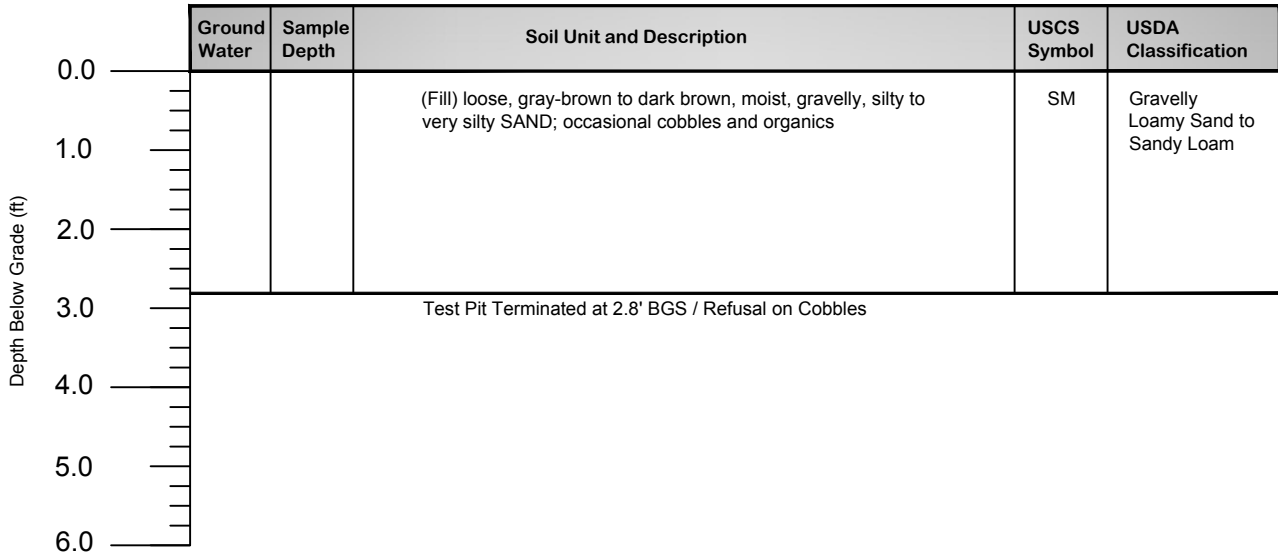 Ground Water
Sample Depth
Soil Unit and Description
USCS Symbol
USDA Classification
0.0
(Fill) loose, gray-brown to dark brown, moist, gravelly, silty to
very silty SAND; occasional cobbles and organics
SM
Gravelly
Loamy Sand to
Sandy Loam
1.0
2.0
Depth Below Grade (ft)
3.0
Test Pit Terminated at 2.8' BGS / Refusal on Cobbles
4.0
5.0
6.0